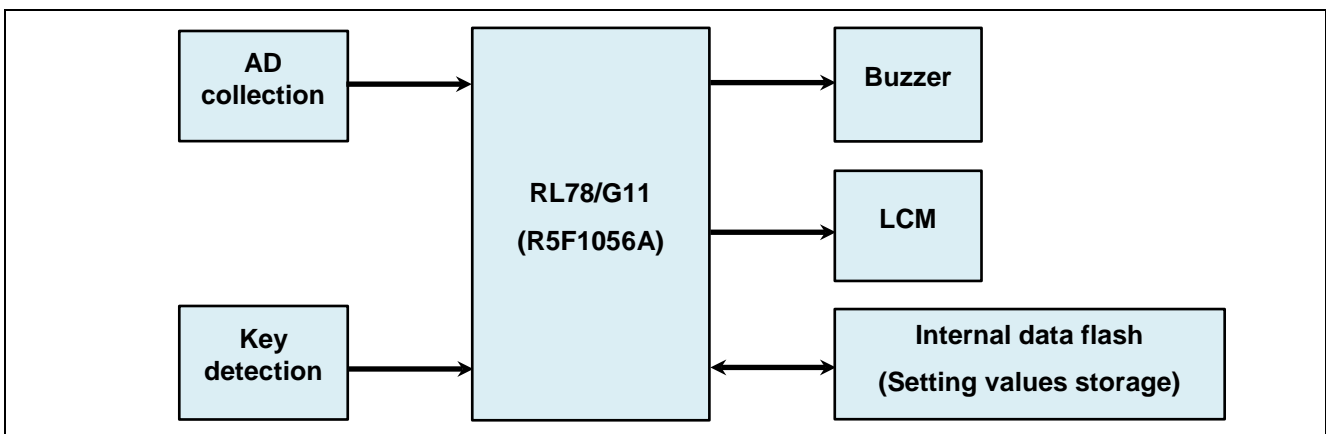 AD
collection
Key
detection
RL78/G11
(R5F1056A)
Buzzer
LCM
Internal data flash
(Setting values storage)